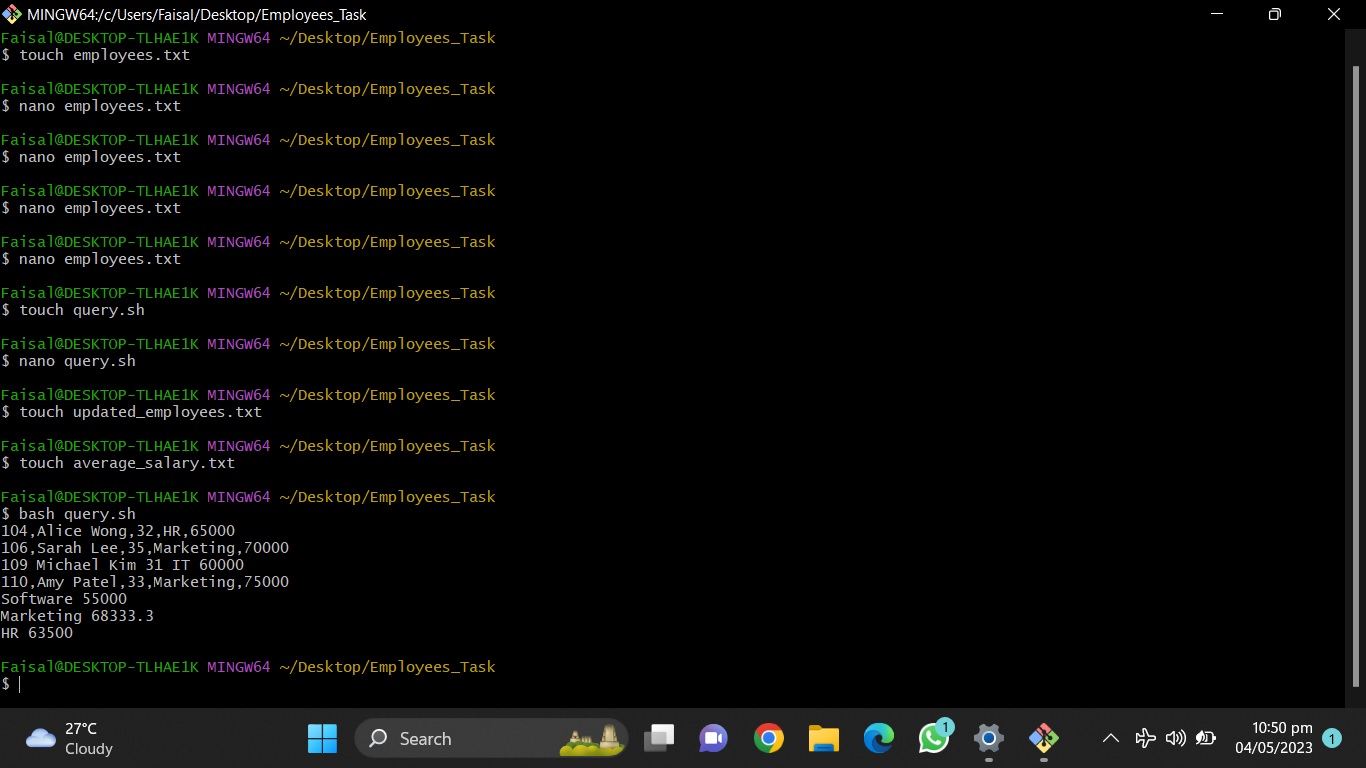 MINGW64:/c/Users/Faisal/Desktop/Employees_Task
Faisal@DESKTOP-TLHAE1K MINGW64 ~/Desktop/Employees_Task
$ touch employees.txt
Faisal@DESKTOP-TLHAE1K MINGW64 ~/Desktop/Employees_Task
$ nano employees.txt
Faisal@DESKTOP-TLHAE1K MINGW64 ~/Desktop/Employees_Task
$ nano employees.txt
Faisal@DESKTOP-TLHAE1K MINGW64 ~/Desktop/Employees_Task
$ nano employees.txt
Faisal@DESKTOP-TLHAE1K MINGW64 ~/Desktop/Employees_Task
$ nano employees.txt
Faisal@DESKTOP-TLHAE1K MINGW64 ~/Desktop/Employees_Task
$ touch query.sh
Faisal@DESKTOP-TLHAE1K MINGW64 ~/Desktop/Employees_Task
$ nano query.sh
Faisal@DESKTOP-TLHAE1K MINGW64 ~/Desktop/Employees_Task
$ touch updated_employees.txt
Faisal@DESKTOP-TLHAE1K MINGW64 ~/Desktop/Employees_Task
$ touch average_salary.txt
Faisal@DESKTOP-TLHAE1K MINGW64 ~/Desktop/Employees_Task
$ bash query.sh
104,Alice Wong,32,HR,65000
106,Sarah Lee,35,Marketing,70000
109 Michael Kim 31 IT 60000
110,Amy Patel,33,Marketing,75000
Software 55000
Marketing 68333.3
HR 63500
Faisal@DESKTOP-TLHAE1K MINGW64 ~/Desktop/Employees_Task
$
27°C
Cloudy
Search
1
10:50 pm
04/05/2023
1